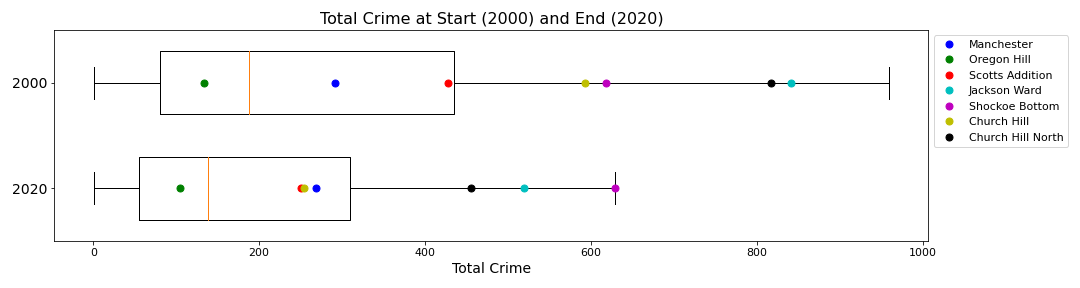 Total Crime at Start (2000) and End (2020)
2000
2020
0 200 400 600 800 1000
Total Crime
Manchester
Oregon Hill
Scotts Addition
Jackson Ward
Shockoe Bottom
Church Hill
Church Hill North